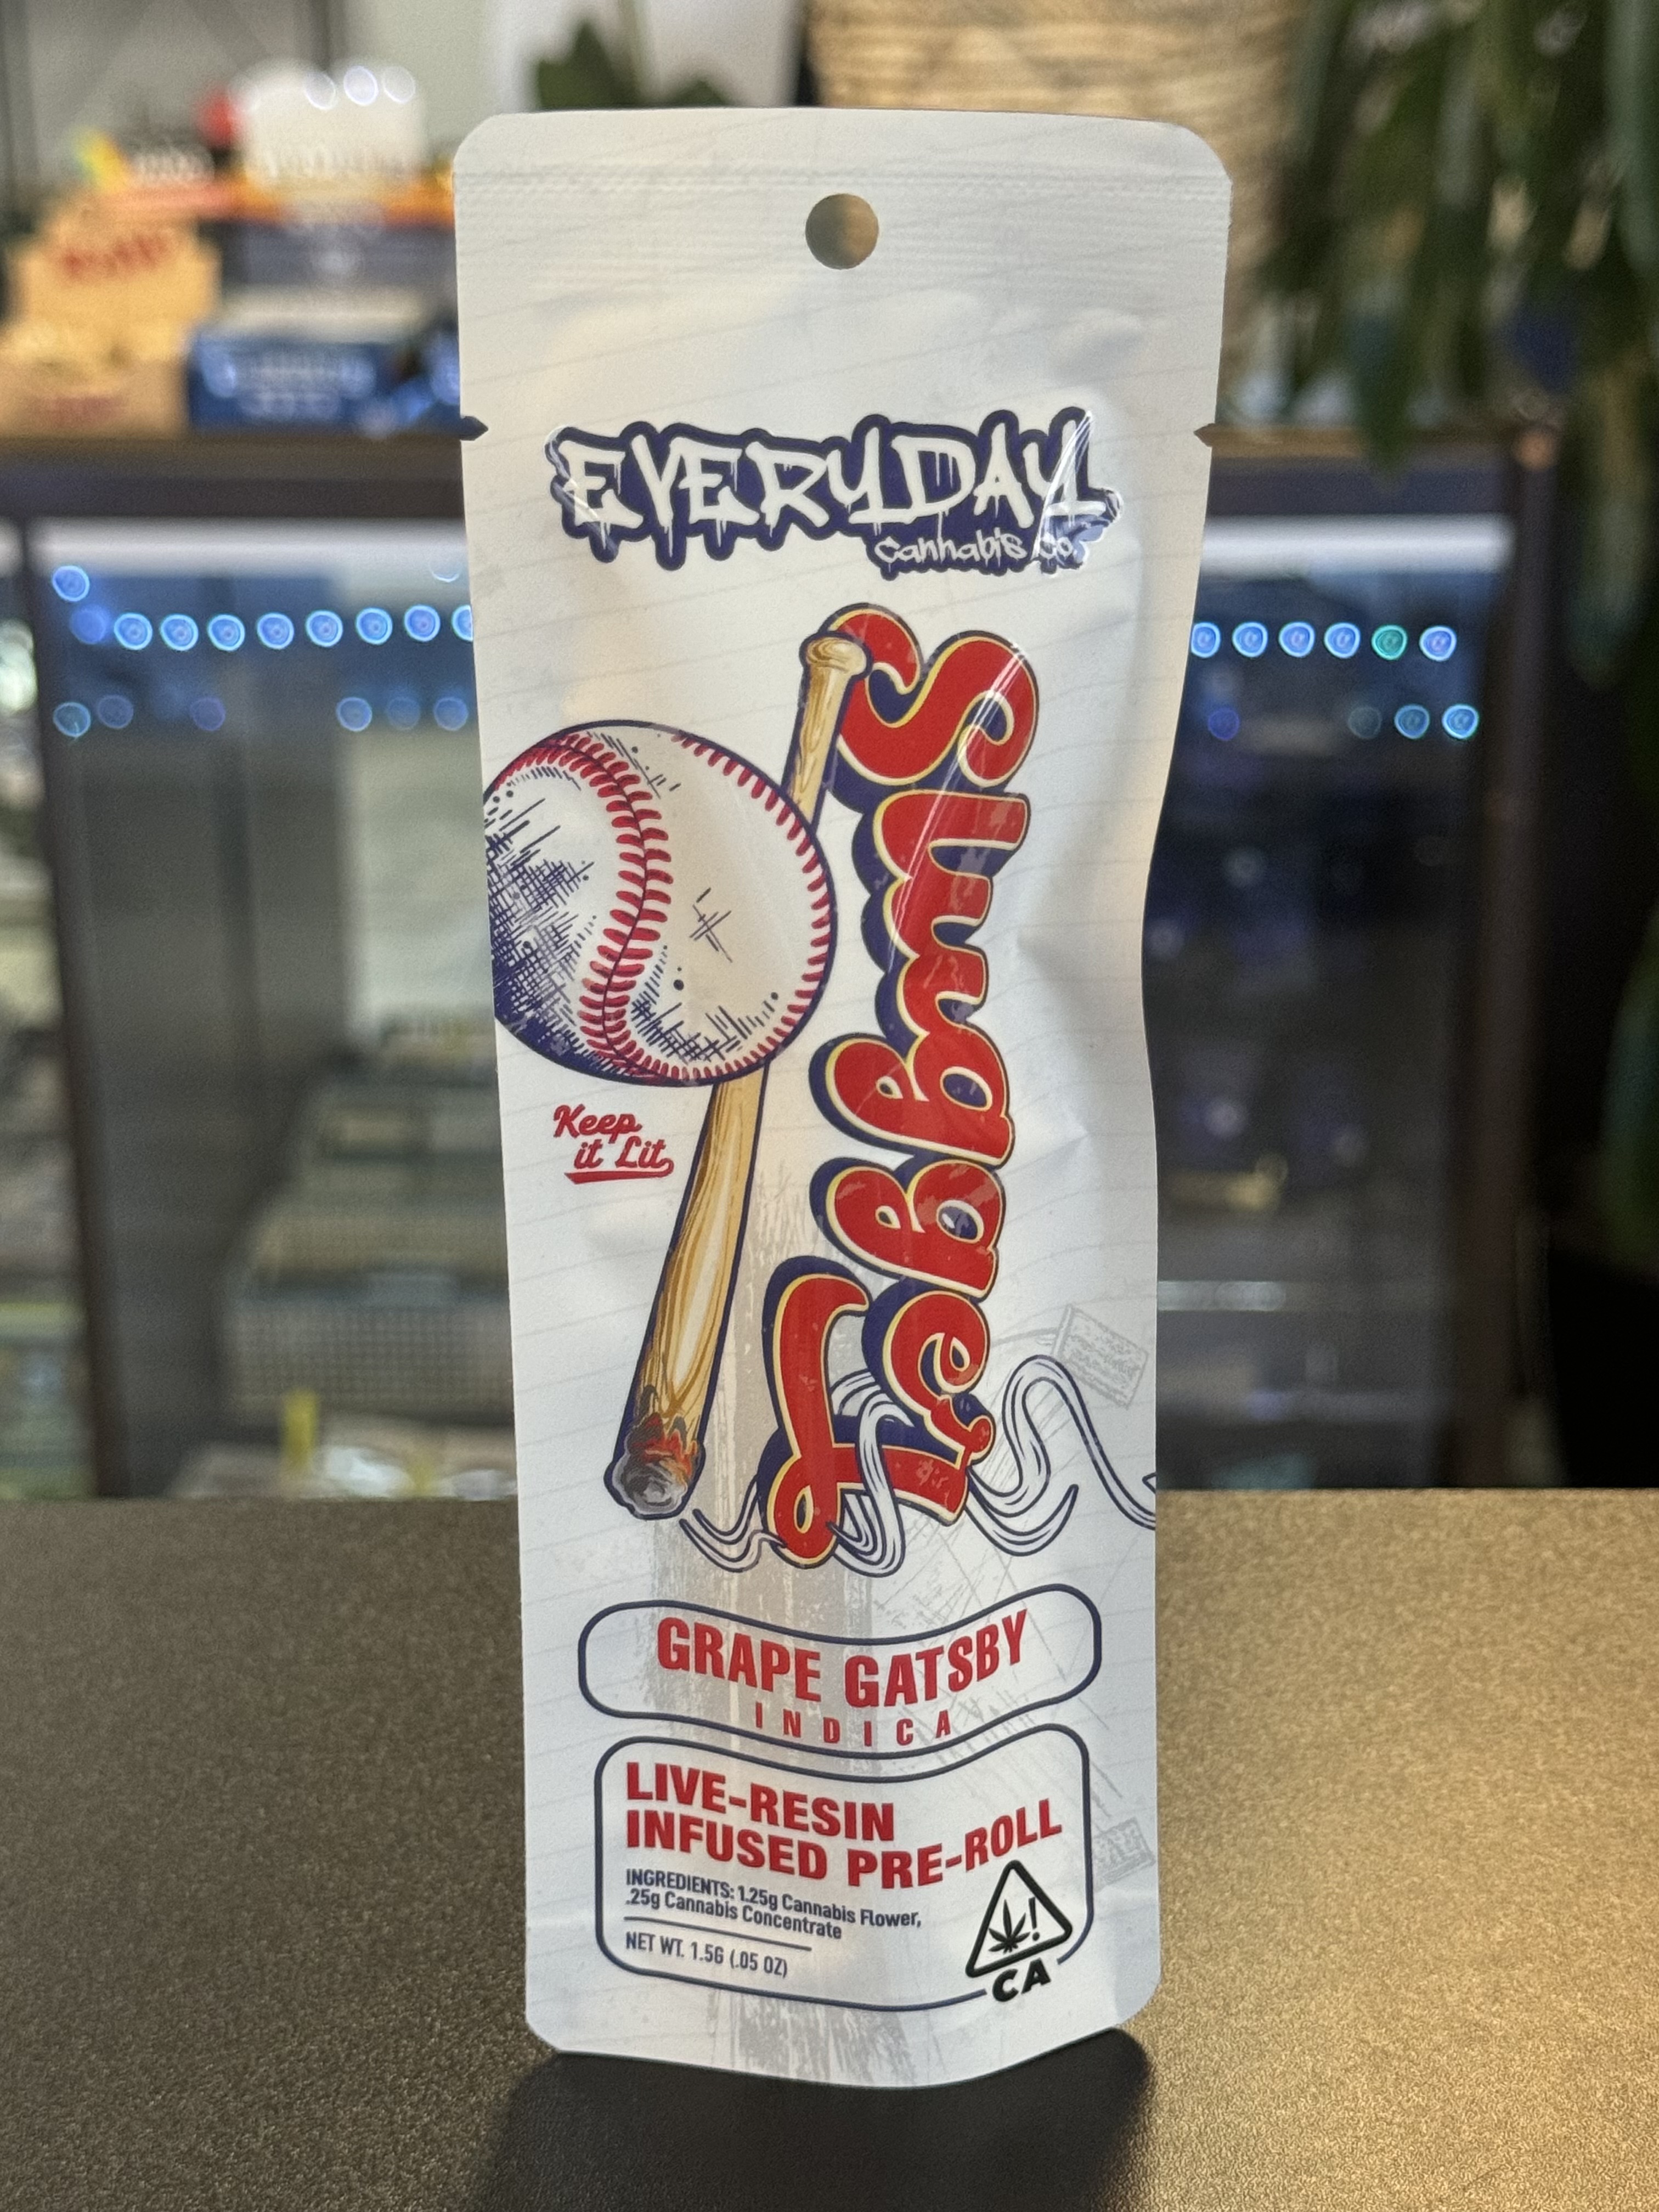 EVERYDAY
Cannabis Co.
Slugger
Keep
it Lit
GRAPE GATSBY
INDICA
LIVE-RESIN
INFUSED PRE-ROLL
INGREDIENTS: 1.25g Cannabis Flower,
.25g Cannabis Concentrate
NET WT. 1.5G (.05 OZ)
!
CA